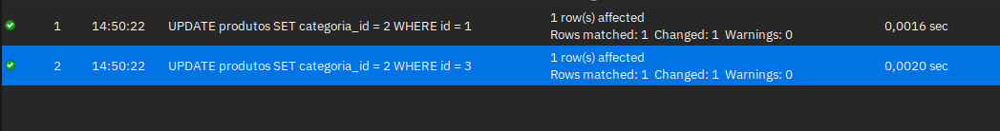 1 14:50:22 UPDATE produtos SET categoria_id = 2 WHERE id = 1 1 row(s) affected 0,0016 sec
Rows matched: 1 Changed: 1 Warnings: 0
2 14:50:22 UPDATE produtos SET categoria_id = 2 WHERE id = 3 1 row(s) affected 0,0020 sec
Rows matched: 1 Changed: 1 Warnings: 0